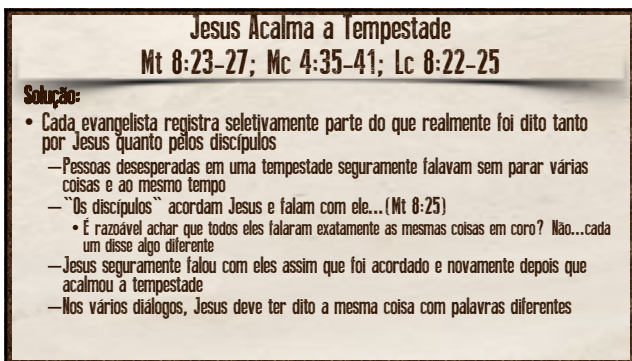 Jesus Acalma a Tempestade
Mt 8:23-27; Mc 4:35-41; Lc 8:22-25
Solução:
• Cada evangelista registra seletivamente parte do que realmente foi dito tanto
por Jesus quanto pelos discípulos
—Pessoas desesperadas em uma tempestade seguramente falavam sem parar várias
coisas e ao mesmo tempo
—``Os discípulos`` acordam Jesus e falam com ele...(Mt 8:25)
• É razoável achar que todos eles falaram exatamente as mesmas coisas em coro? Não...cada
um disse algo diferente
—Jesus seguramente falou com eles assim que foi acordado e novamente depois que
acalmou a tempestade
—Nos vários diálogos, Jesus deve ter dito a mesma coisa com palavras diferentes